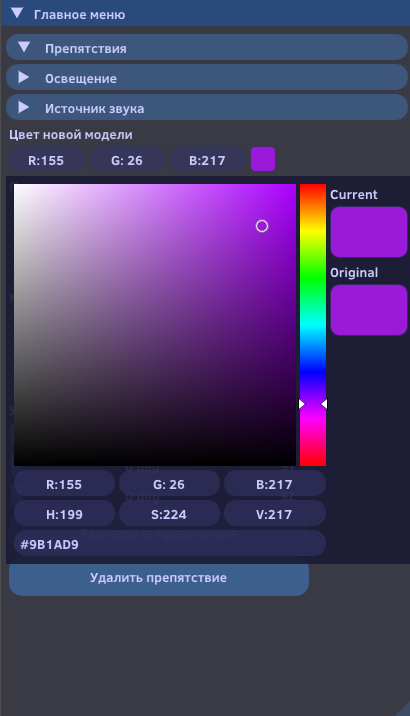 Главное меню
Препятствия
Освещение
Источник звука
Цвет новой модели
R:155 G: 26 B:217
Current
Original
R:155 G: 26 B:217
H:199 S:224 V:217
#9B1AD9
Удалить препятствие